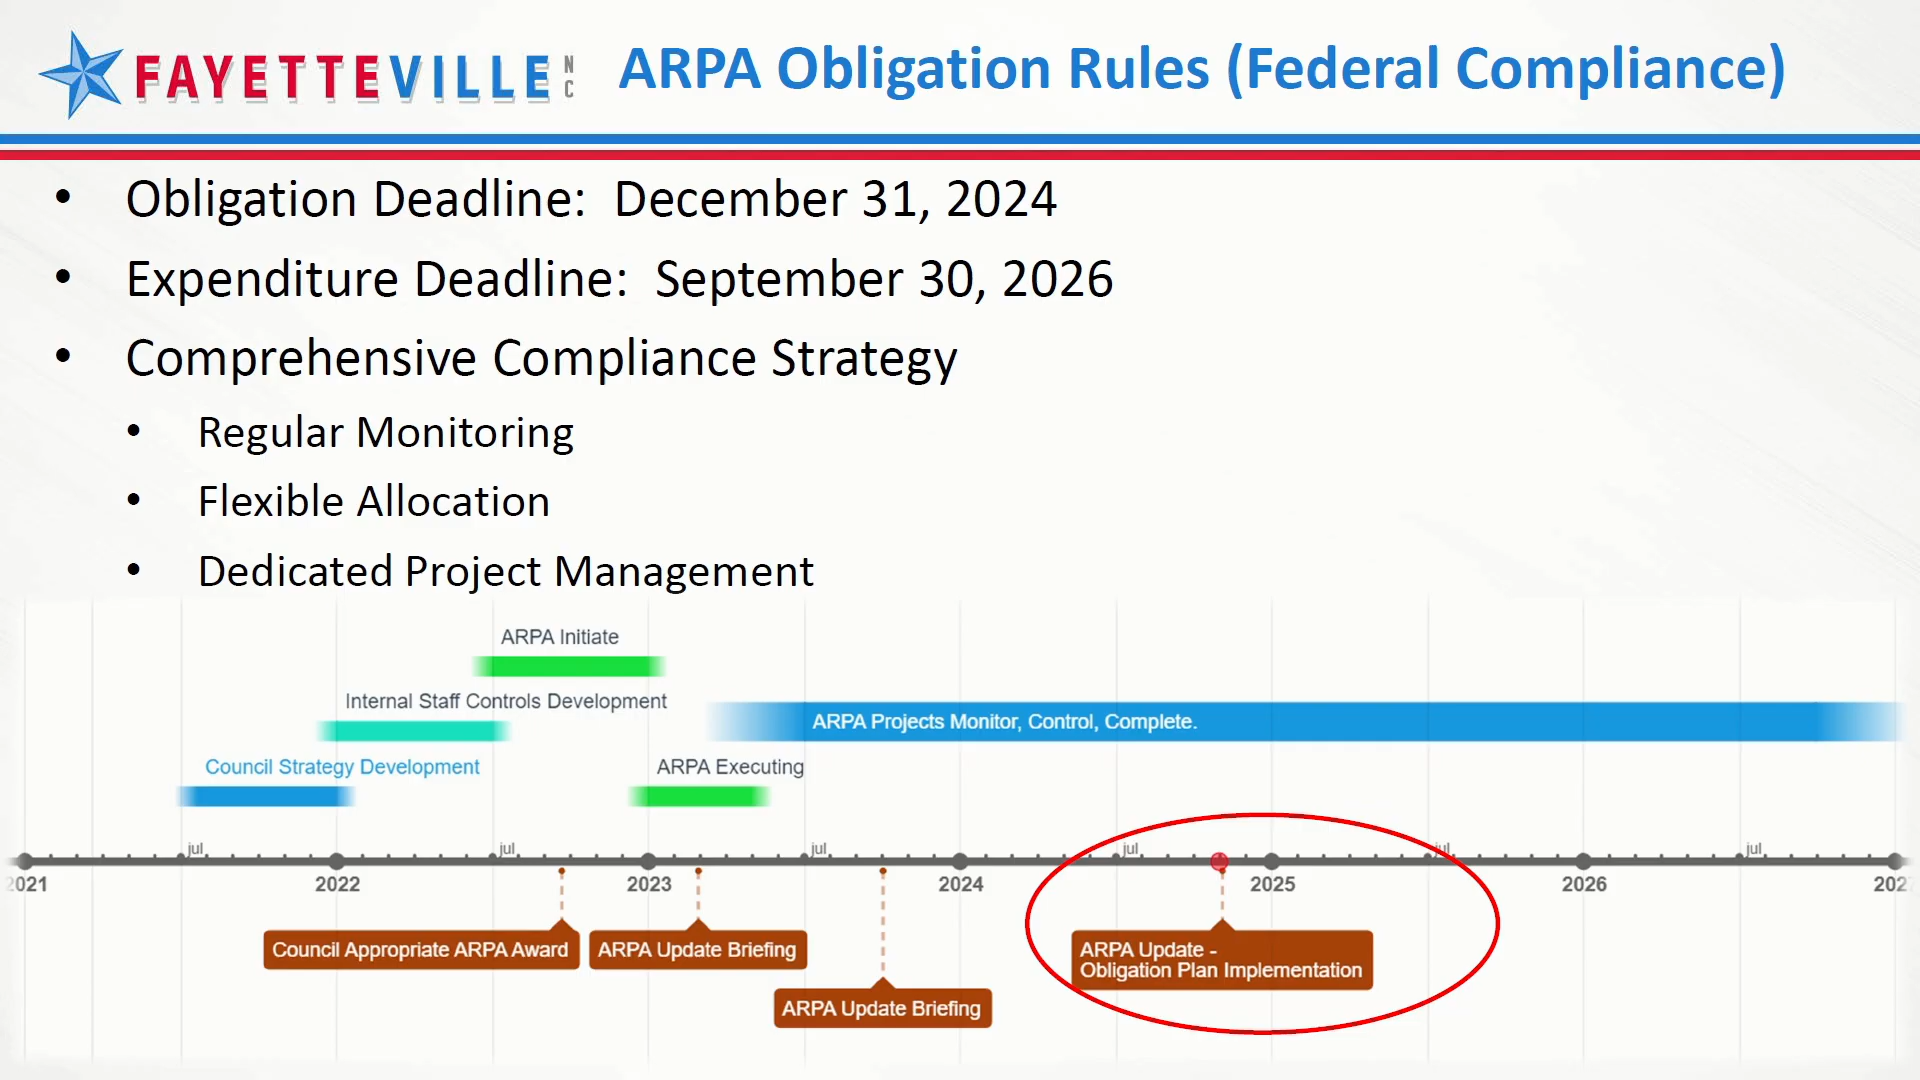 FAYETTEVILLE NC
ARPA Obligation Rules (Federal Compliance)
• Obligation Deadline: December 31, 2024
• Expenditure Deadline: September 30, 2026
• Comprehensive Compliance Strategy
• Regular Monitoring
• Flexible Allocation
• Dedicated Project Management
ARPA Initiate
Internal Staff Controls Development
ARPA Projects Monitor, Control, Complete.
Council Strategy Development
ARPA Executing
jul jul jul jul jul jul
2021 2022 2023 2024 2025 2026 202
Council Appropriate ARPA Award
ARPA Update Briefing
ARPA Update -
Obligation Plan Implementation
ARPA Update Briefing